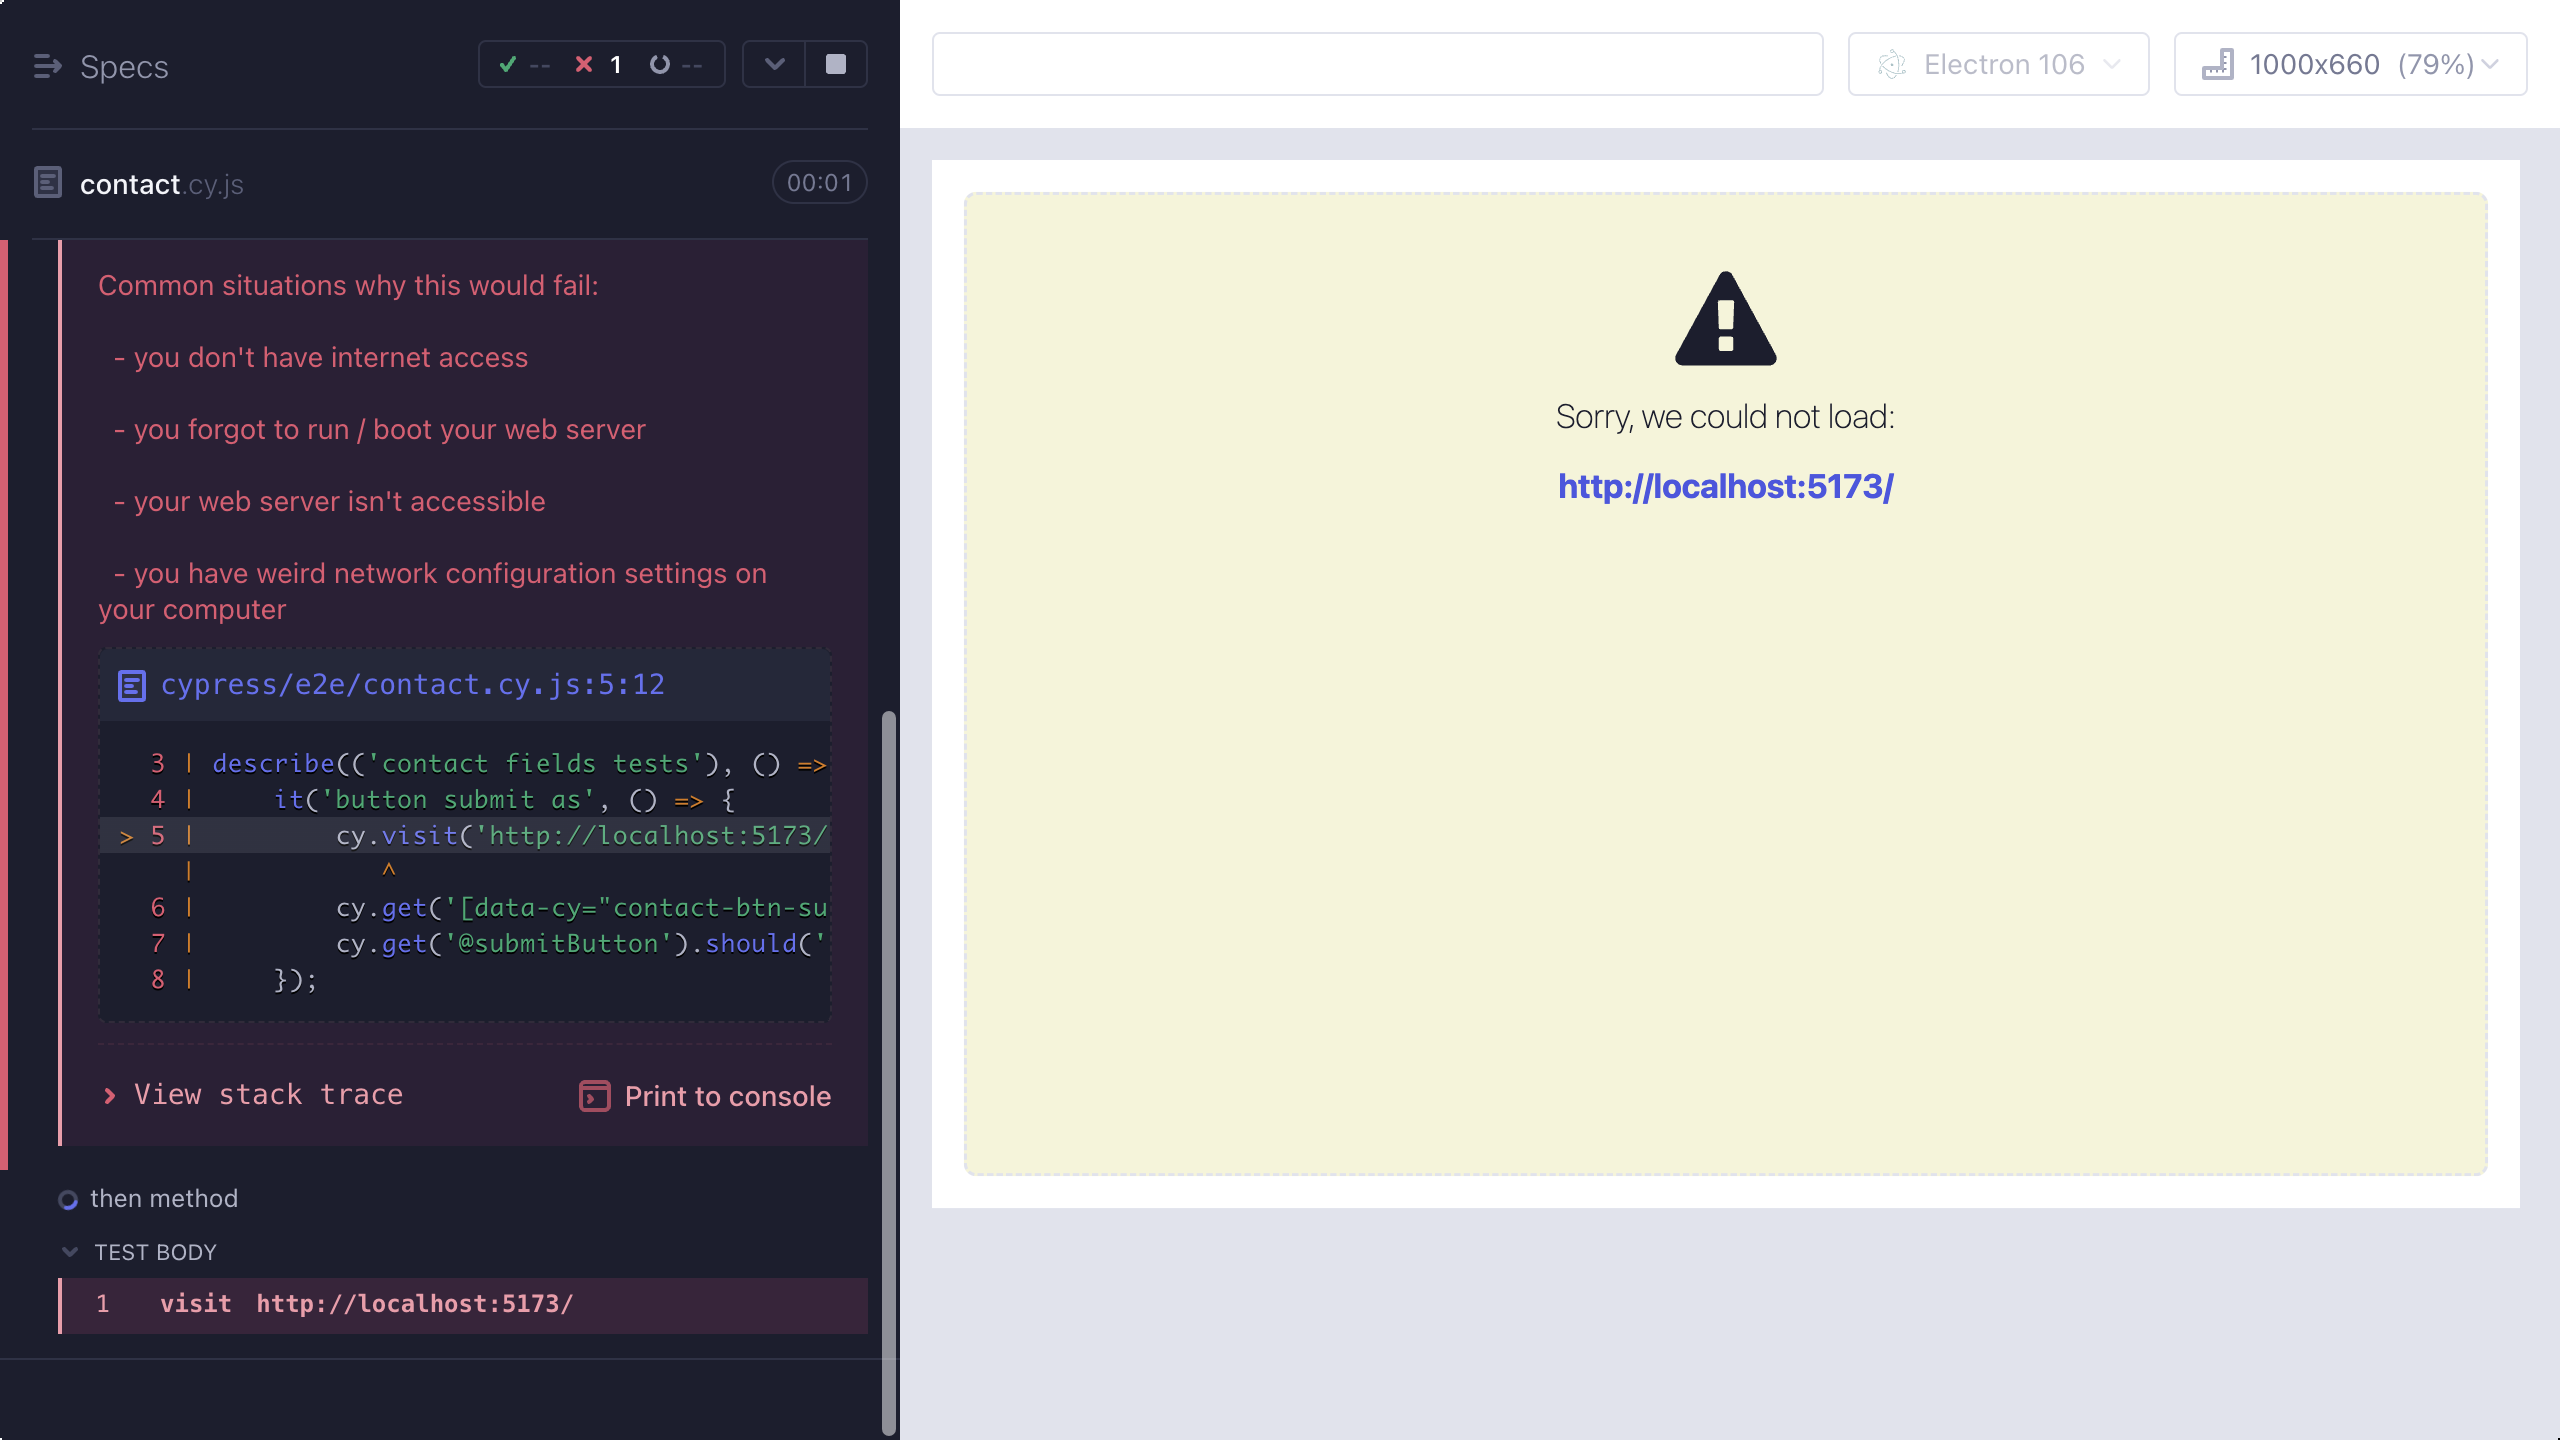 Specs
-- 1 --
contact.cy.js
00:01
Common situations why this would fail:
- you don't have internet access
- you forgot to run / boot your web server
- your web server isn't accessible
- you have weird network configuration settings on
your computer
cypress/e2e/contact.cy.js:5:12
3 | describe(('contact fields tests'), () =>
4 |     it('button submit as', () => {
> 5 |         cy.visit('http://localhost:5173/
|            ^
6 |         cy.get('[data-cy="contact-btn-su
7 |         cy.get('@submitButton').should('
8 |     });
View stack trace
Print to console
then method
TEST BODY
1 visit http://localhost:5173/
Electron 106
1000x660 (79%)
Sorry, we could not load:
http://localhost:5173/